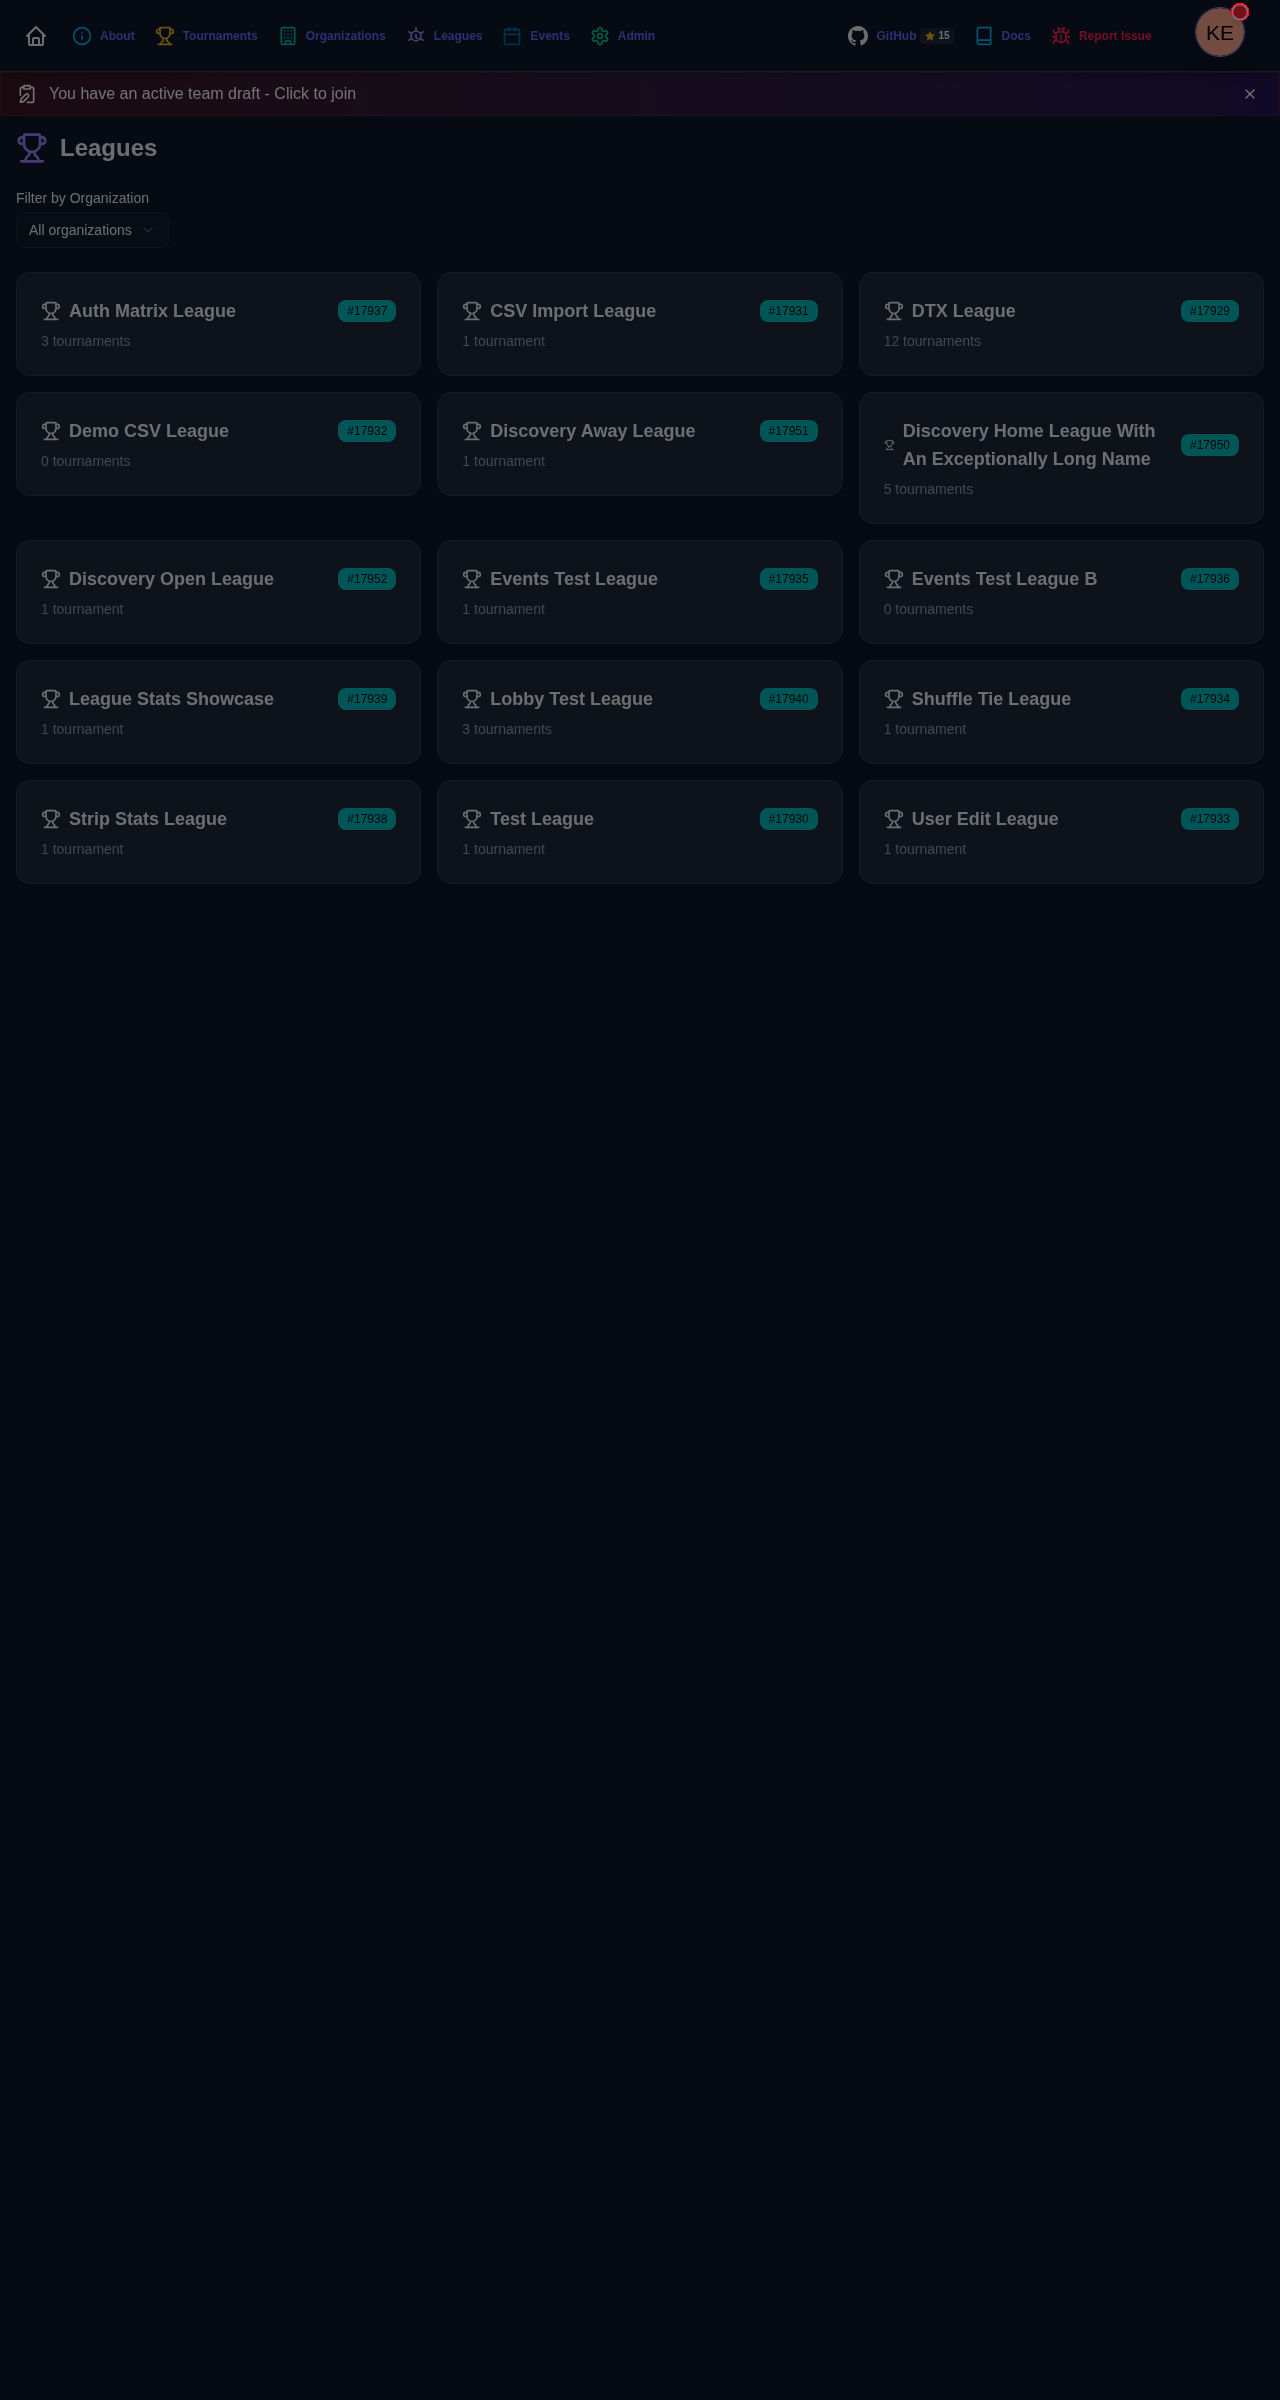 About
Tournaments
Organizations
Leagues
Events
Admin
GitHub
15
Docs
Report Issue
KE
You have an active team draft - Click to join
Leagues
Filter by Organization
All organizations
Auth Matrix League
#17937
3 tournaments
CSV Import League
#17931
1 tournament
DTX League
#17929
12 tournaments
Demo CSV League
#17932
0 tournaments
Discovery Away League
#17951
1 tournament
Discovery Home League With
An Exceptionally Long Name
#17950
5 tournaments
Discovery Open League
#17952
1 tournament
Events Test League
#17935
1 tournament
Events Test League B
#17936
0 tournaments
League Stats Showcase
#17939
1 tournament
Lobby Test League
#17940
3 tournaments
Shuffle Tie League
#17934
1 tournament
Strip Stats League
#17938
1 tournament
Test League
#17930
1 tournament
User Edit League
#17933
1 tournament